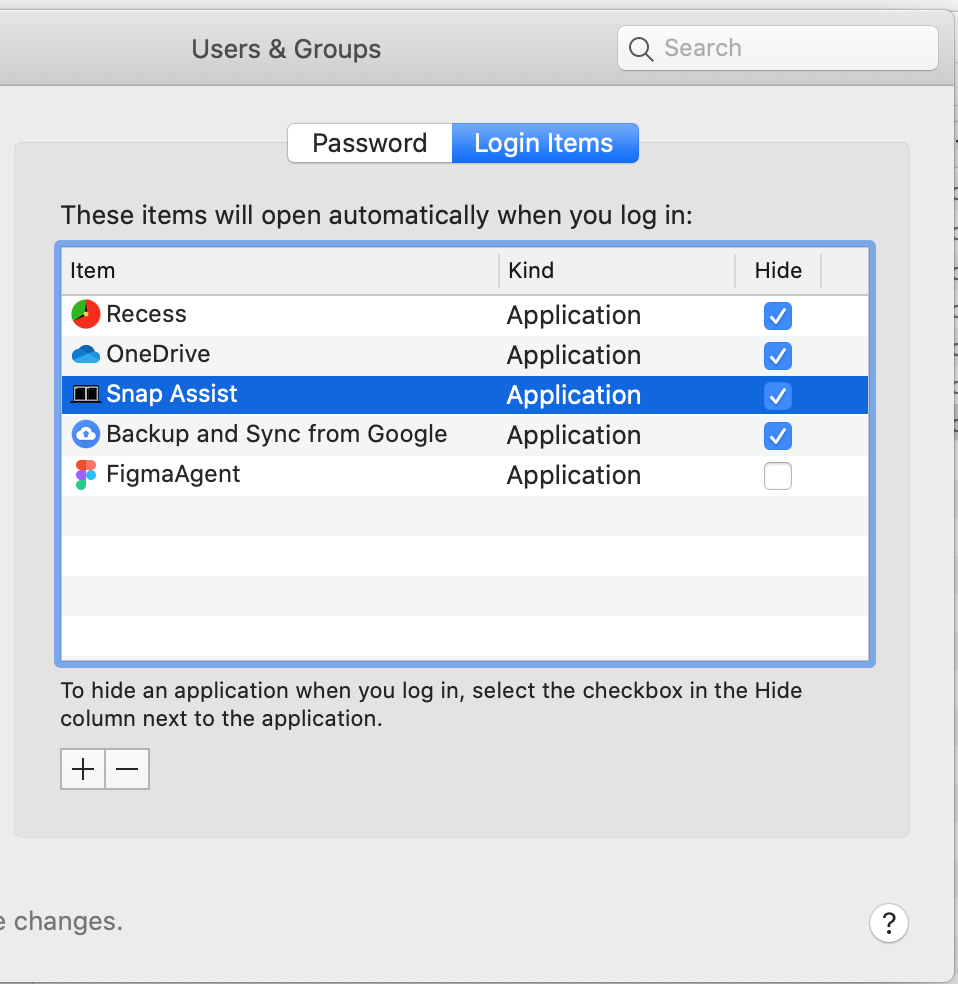 Users & Groups
Search
Password Login Items
These items will open automatically when you log in:
Item Kind Hide
Recess Application
OneDrive Application
Snap Assist Application
Backup and Sync from Google Application
FigmaAgent Application
To hide an application when you log in, select the checkbox in the Hide
column next to the application.
+ −
changes.
?